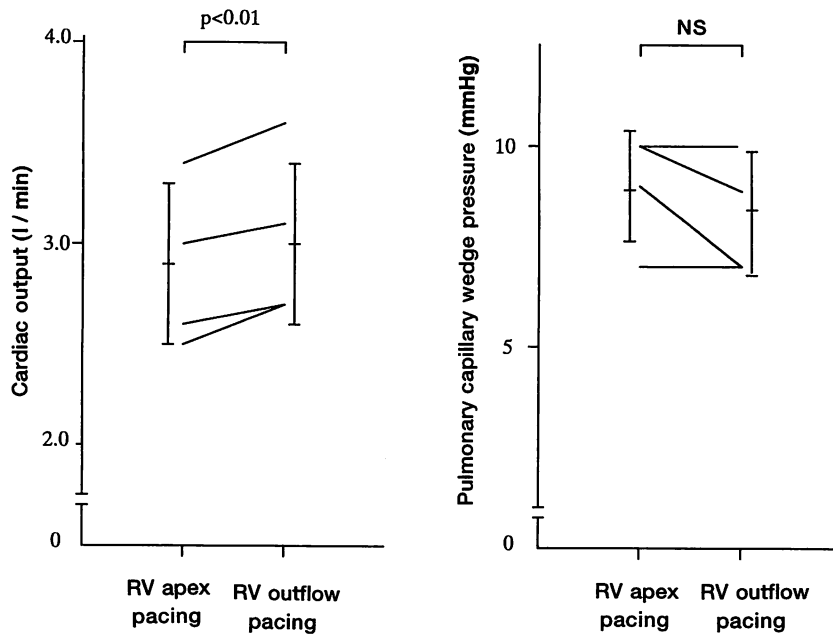 p<0.01
4.0
3.0
2.0
0
Cardiac output (l / min)
RV apex
pacing
RV outflow
pacing
NS
10
5
0
Pulmonary capillary wedge pressure (mmHg)
RV apex
pacing
RV outflow
pacing